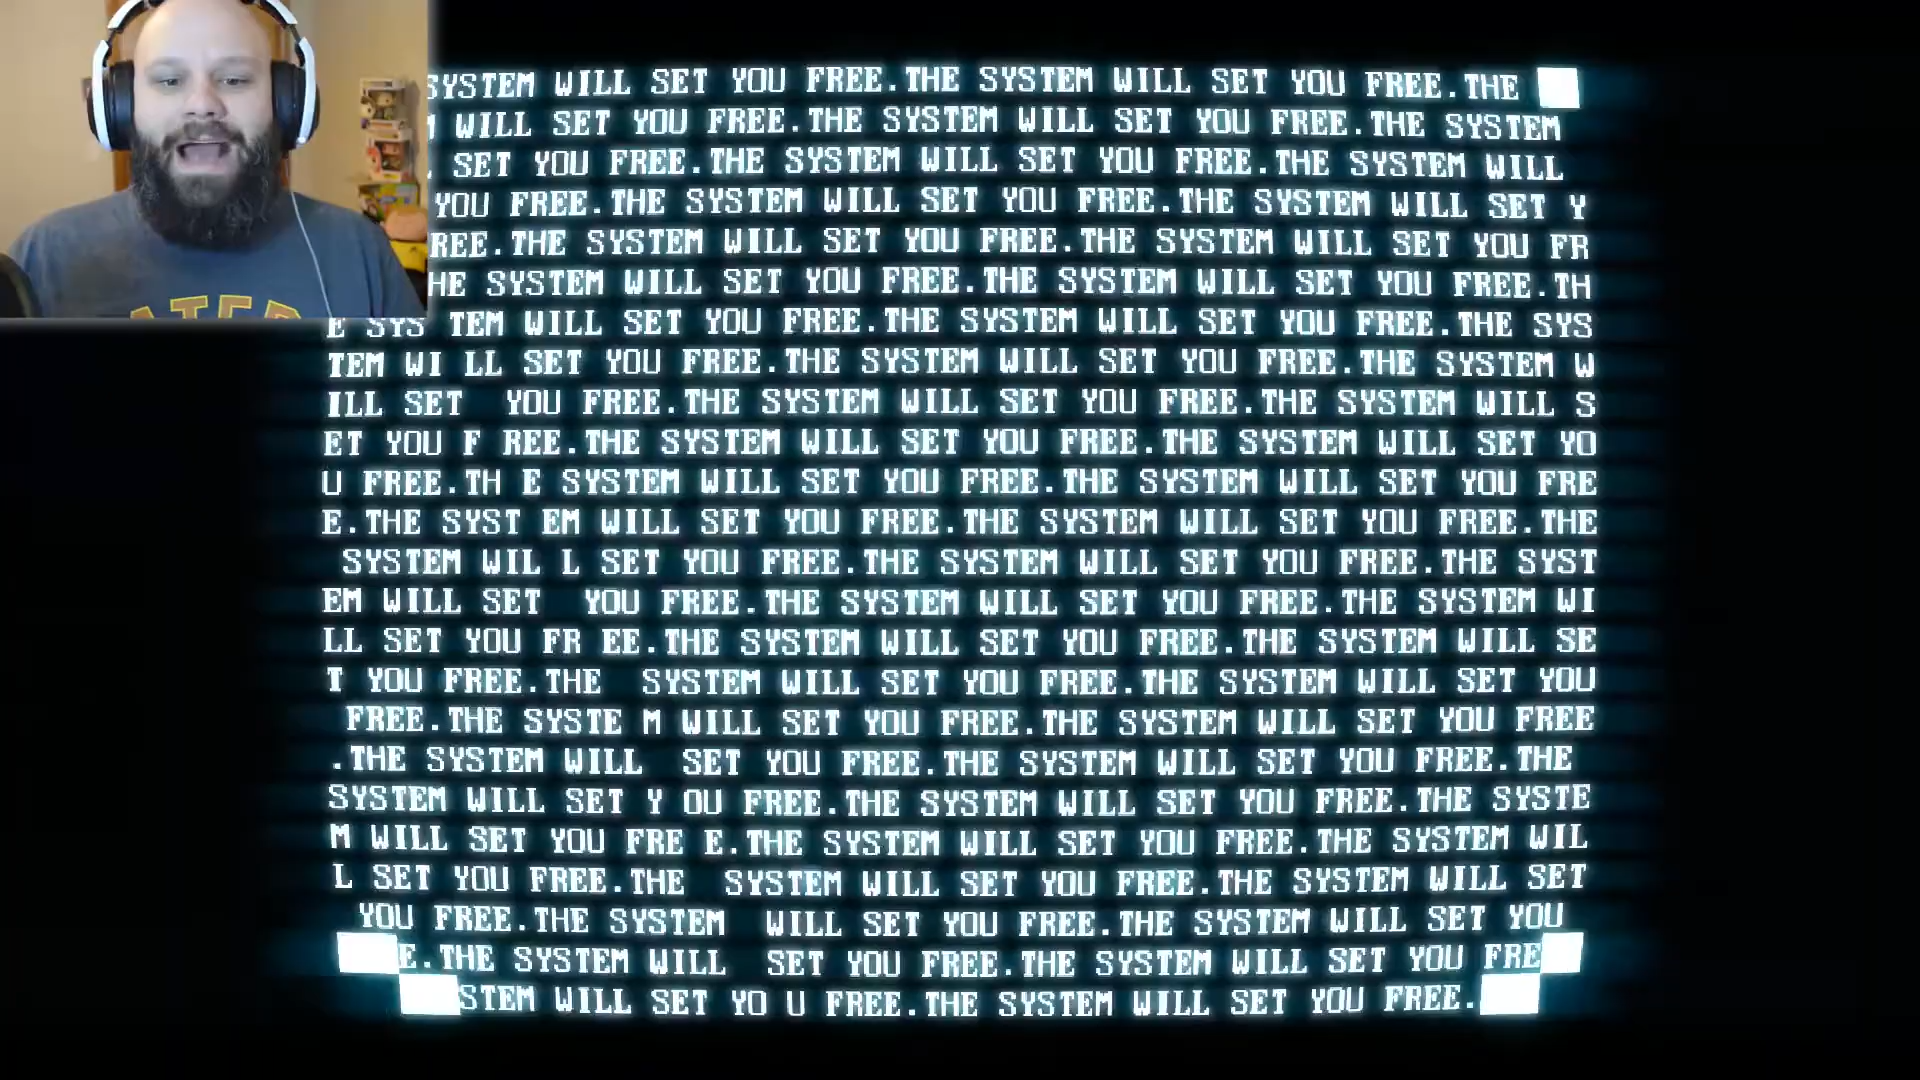 SYSTEM WILL SET YOU FREE.THE SYSTEM WILL SET YOU FREE.THE
WILL SET YOU FREE.THE SYSTEM WILL SET YOU FREE.THE SYSTEM
SET YOU FREE.THE SYSTEM WILL SET YOU FREE.THE SYSTEM WILL
YOU FREE.THE SYSTEM WILL SET YOU FREE.THE SYSTEM WILL SET Y
REE.THE SYSTEM WILL SET YOU FREE.THE SYSTEM WILL SET YOU FR
HE SYSTEM WILL SET YOU FREE.THE SYSTEM WILL SET YOU FREE.TH
E SYS TEM WILL SET YOU FREE.THE SYSTEM WILL SET YOU FREE.THE SYS
TEM WI LL SET YOU FREE.THE SYSTEM WILL SET YOU FREE.THE SYSTEM W
ILL SET  YOU FREE.THE SYSTEM WILL SET YOU FREE.THE SYSTEM WILL S
ET YOU F REE.THE SYSTEM WILL SET YOU FREE.THE SYSTEM WILL SET YO
U FREE.TH E SYSTEM WILL SET YOU FREE.THE SYSTEM WILL SET YOU FRE
E.THE SYST EM WILL SET YOU FREE.THE SYSTEM WILL SET YOU FREE.THE
SYSTEM WIL L SET YOU FREE.THE SYSTEM WILL SET YOU FREE.THE SYST
EM WILL SET  YOU FREE.THE SYSTEM WILL SET YOU FREE.THE SYSTEM WI
LL SET YOU FR EE.THE SYSTEM WILL SET YOU FREE.THE SYSTEM WILL SE
T YOU FREE.THE  SYSTEM WILL SET YOU FREE.THE SYSTEM WILL SET YOU
FREE.THE SYSTE M WILL SET YOU FREE.THE SYSTEM WILL SET YOU FREE
.THE SYSTEM WILL  SET YOU FREE.THE SYSTEM WILL SET YOU FREE.THE
SYSTEM WILL SET Y OU FREE.THE SYSTEM WILL SET YOU FREE.THE SYSTE
M WILL SET YOU FRE E.THE SYSTEM WILL SET YOU FREE.THE SYSTEM WIL
L SET YOU FREE.THE  SYSTEM WILL SET YOU FREE.THE SYSTEM WILL SET
YOU FREE.THE SYSTEM  WILL SET YOU FREE.THE SYSTEM WILL SET YOU
E.THE SYSTEM WILL  SET YOU FREE.THE SYSTEM WILL SET YOU FRE
STEM WILL SET YO U FREE.THE SYSTEM WILL SET YOU FREE.